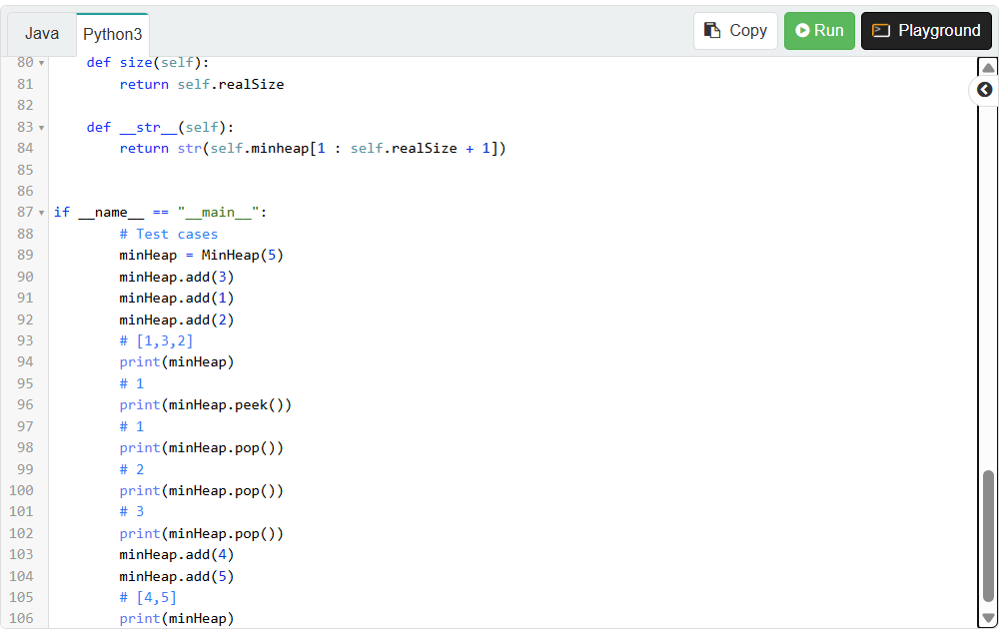 Java Python3 Copy Run Playground
80 def size(self):
81 return self.realSize
82
83 def __str__(self):
84 return str(self.minheap[1 : self.realSize + 1])
85
86
87 if __name__ == "__main__":
88 # Test cases
89 minHeap = MinHeap(5)
90 minHeap.add(3)
91 minHeap.add(1)
92 minHeap.add(2)
93 # [1,3,2]
94 print(minHeap)
95 # 1
96 print(minHeap.peek())
97 # 1
98 print(minHeap.pop())
99 # 2
100 print(minHeap.pop())
101 # 3
102 print(minHeap.pop())
103 minHeap.add(4)
104 minHeap.add(5)
105 # [4,5]
106 print(minHeap)